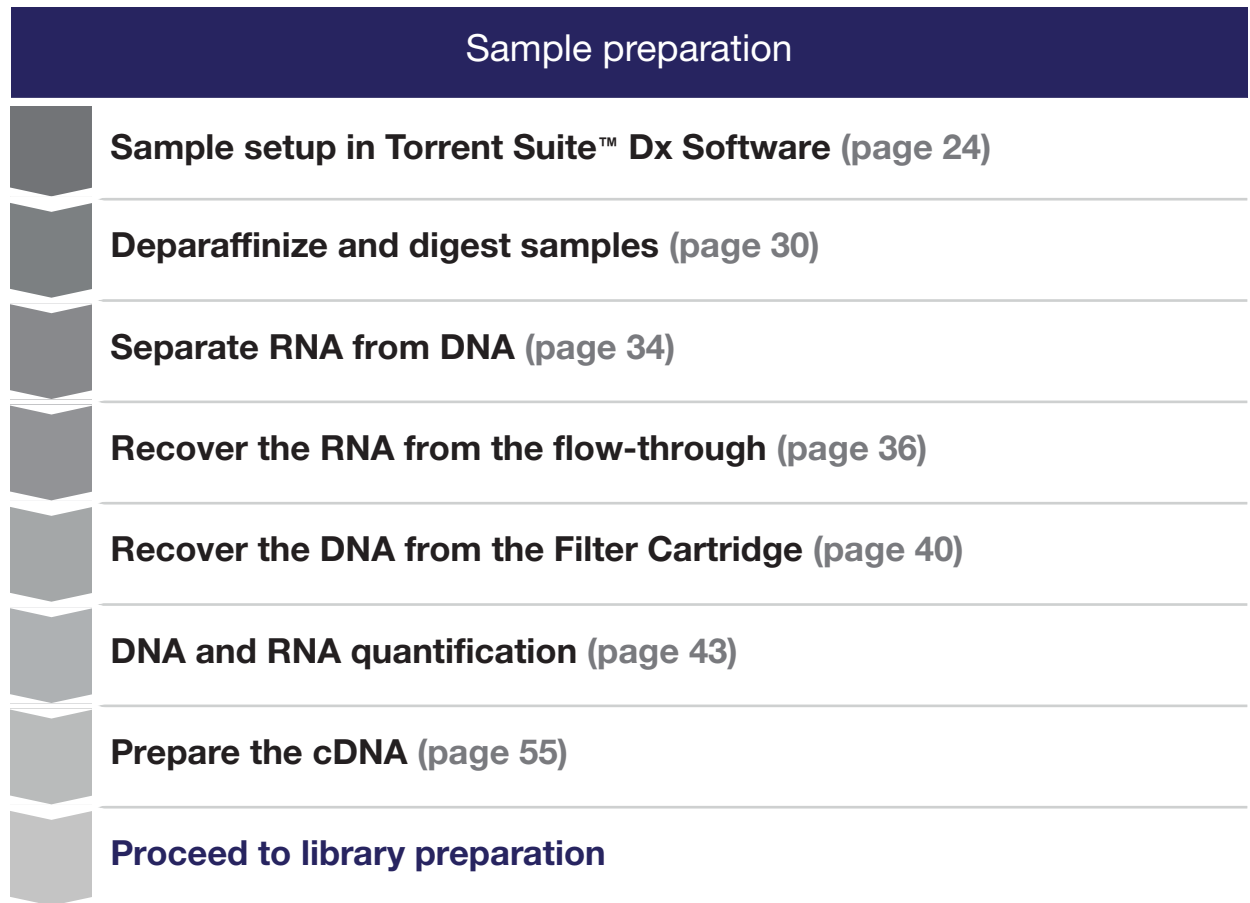 Sample preparation
Sample setup in Torrent Suite™ Dx Software (page 24)
Deparaffinize and digest samples (page 30)
Separate RNA from DNA (page 34)
Recover the RNA from the flow-through (page 36)
Recover the DNA from the Filter Cartridge (page 40)
DNA and RNA quantification (page 43)
Prepare the cDNA (page 55)
Proceed to library preparation